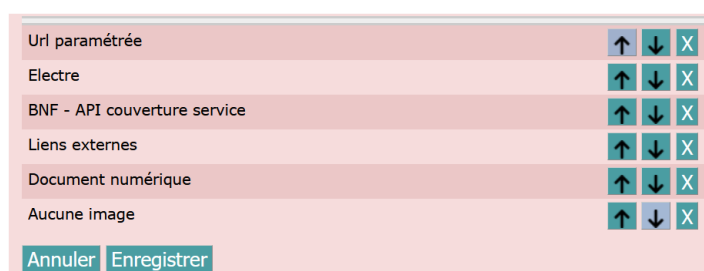 Url paramétrée ↑ ↓ X
Electre ↑ ↓ X
BNF - API couverture service ↑ ↓ X
Liens externes ↑ ↓ X
Document numérique ↑ ↓ X
Aucune image ↑ ↓ X
Annuler Enregistrer